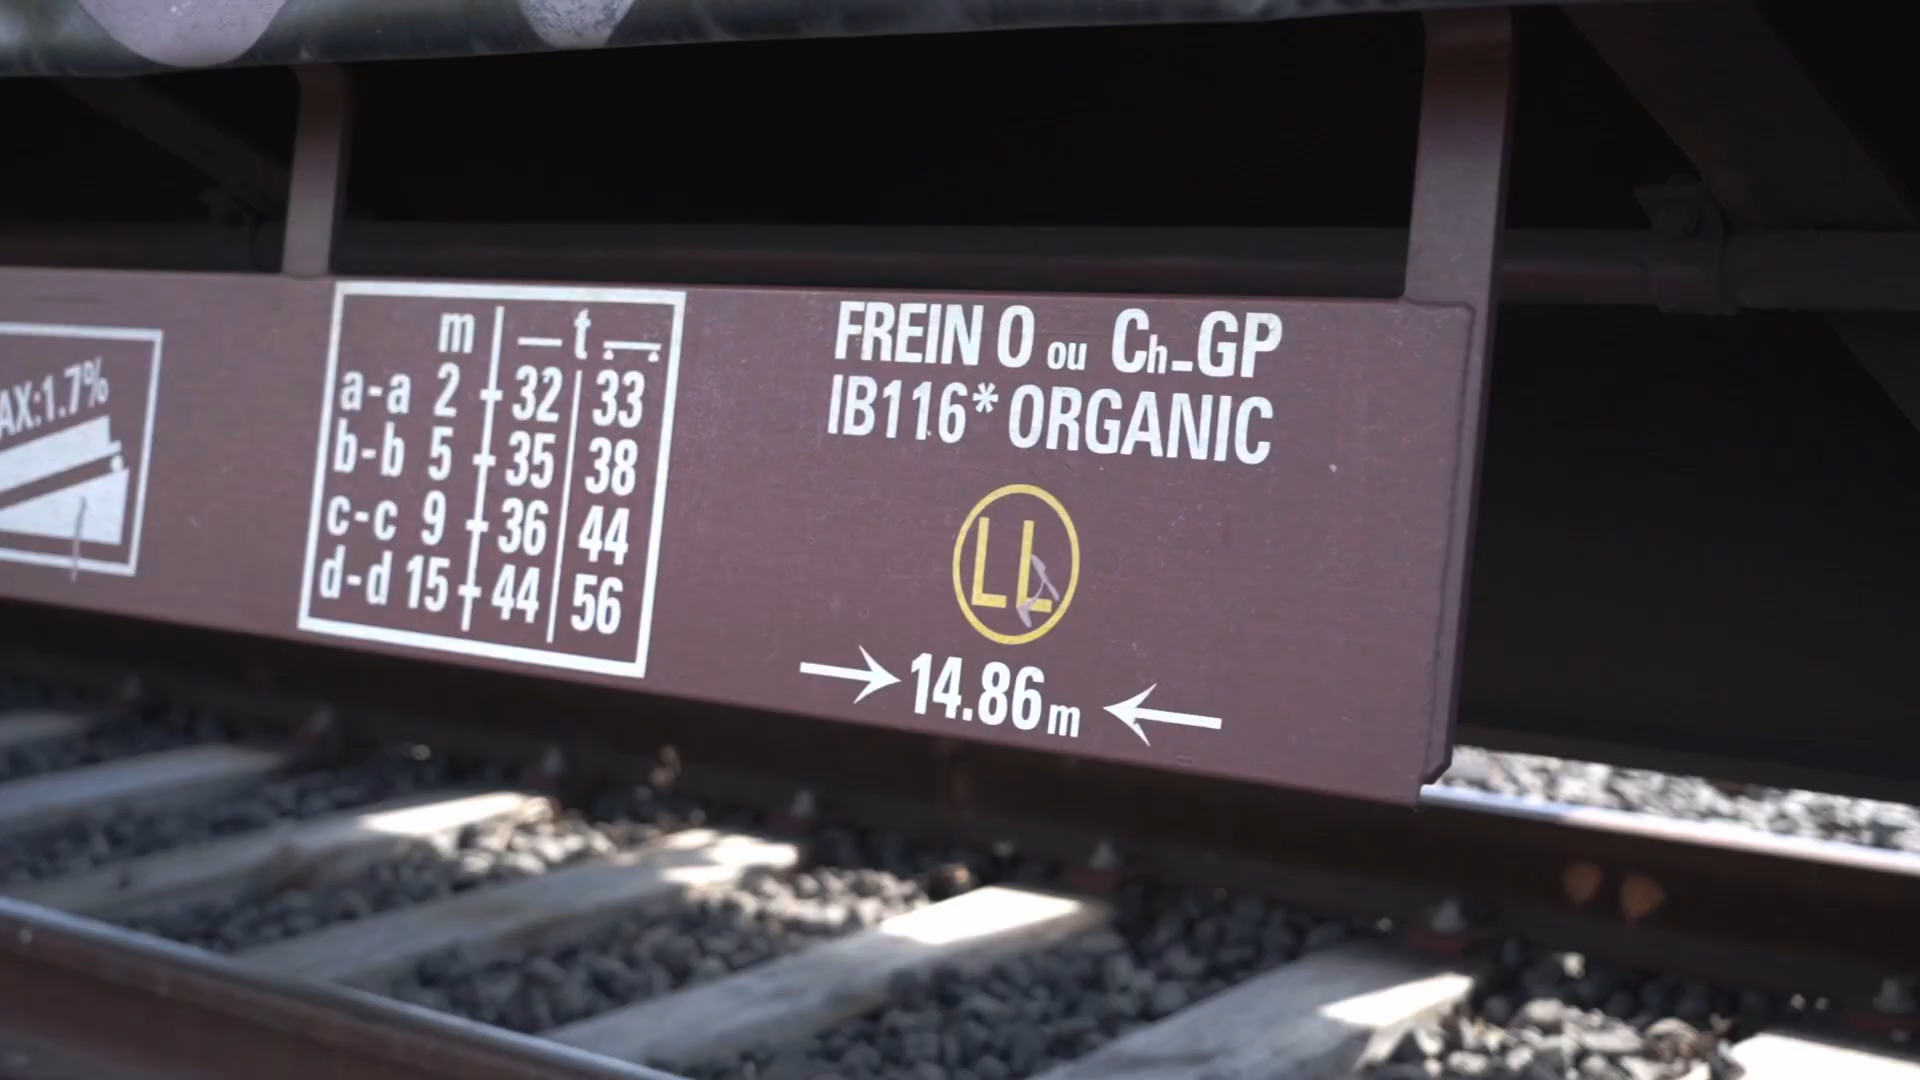 AX:1.7%
m t
a-a 2 32 33
b-b 5 35 38
c-c 9 36 44
d-d 15 44 56
FREIN O ou Ch-GP
IB116* ORGANIC
LL
14.86m